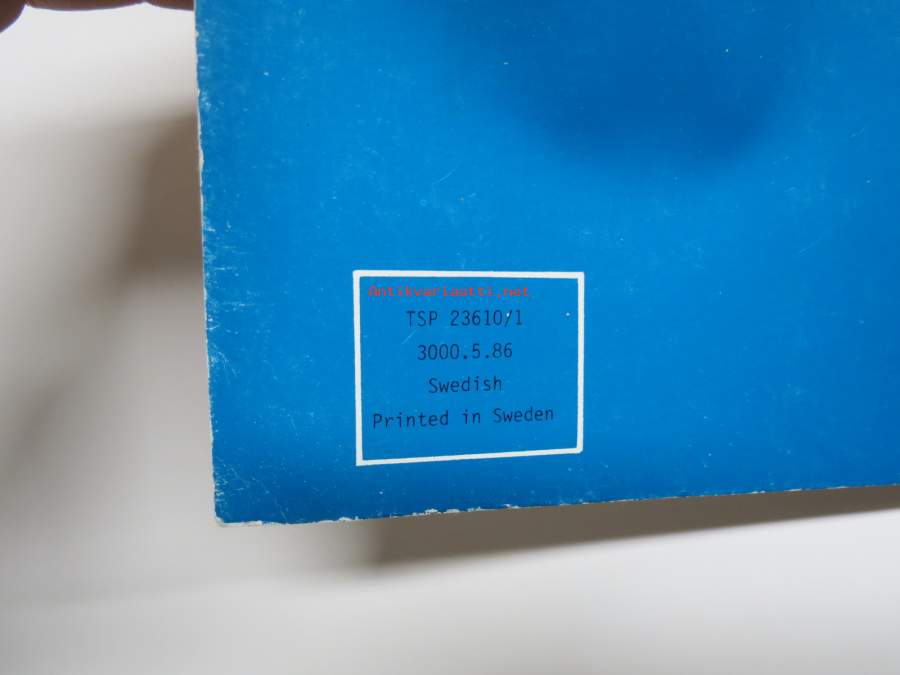 Antikvariaatti.net
TSP 23610/1
3000.5.86
Swedish
Printed in Sweden